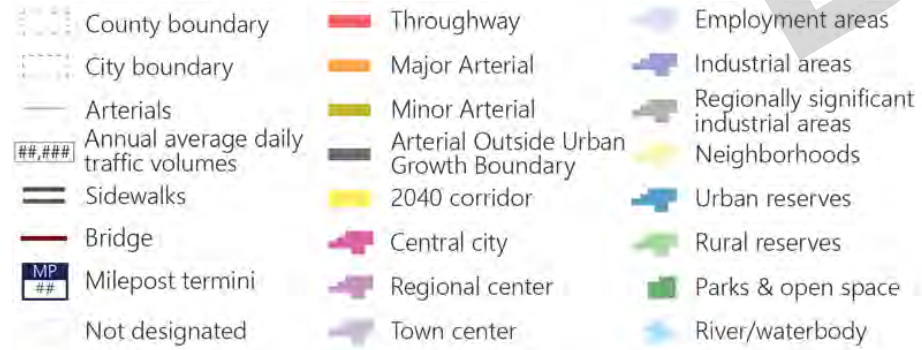 County boundary
City boundary
Arterials
##,### Annual average daily
traffic volumes
Sidewalks
Bridge
MP
## Milepost termini
Not designated
Throughway
Major Arterial
Minor Arterial
Arterial Outside Urban
Growth Boundary
2040 corridor
Central city
Regional center
Town center
Employment areas
Industrial areas
Regionally significant
industrial areas
Neighborhoods
Urban reserves
Rural reserves
Parks & open space
River/waterbody